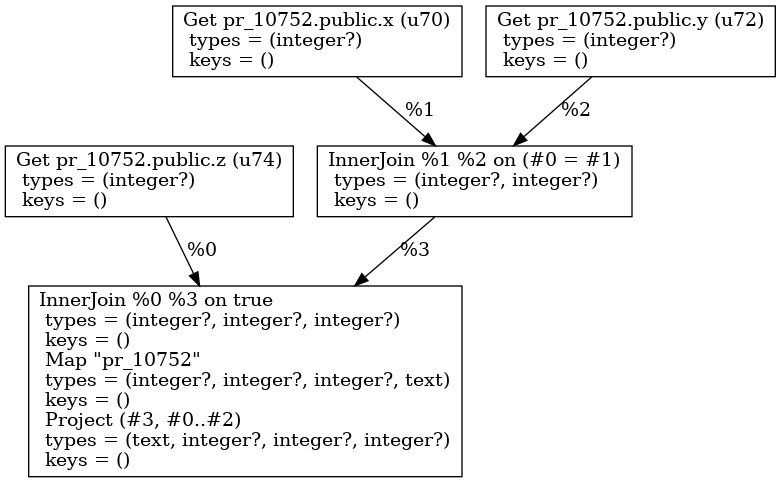 Get pr_10752.public.x (u70)
types = (integer?)
keys = ()
Get pr_10752.public.y (u72)
types = (integer?)
keys = ()
%1
%2
Get pr_10752.public.z (u74)
types = (integer?)
keys = ()
InnerJoin %1 %2 on (#0 = #1)
types = (integer?, integer?)
keys = ()
%0
%3
InnerJoin %0 %3 on true
types = (integer?, integer?, integer?)
keys = ()
Map "pr_10752"
types = (integer?, integer?, integer?, text)
keys = ()
Project (#3, #0..#2)
types = (text, integer?, integer?, integer?)
keys = ()